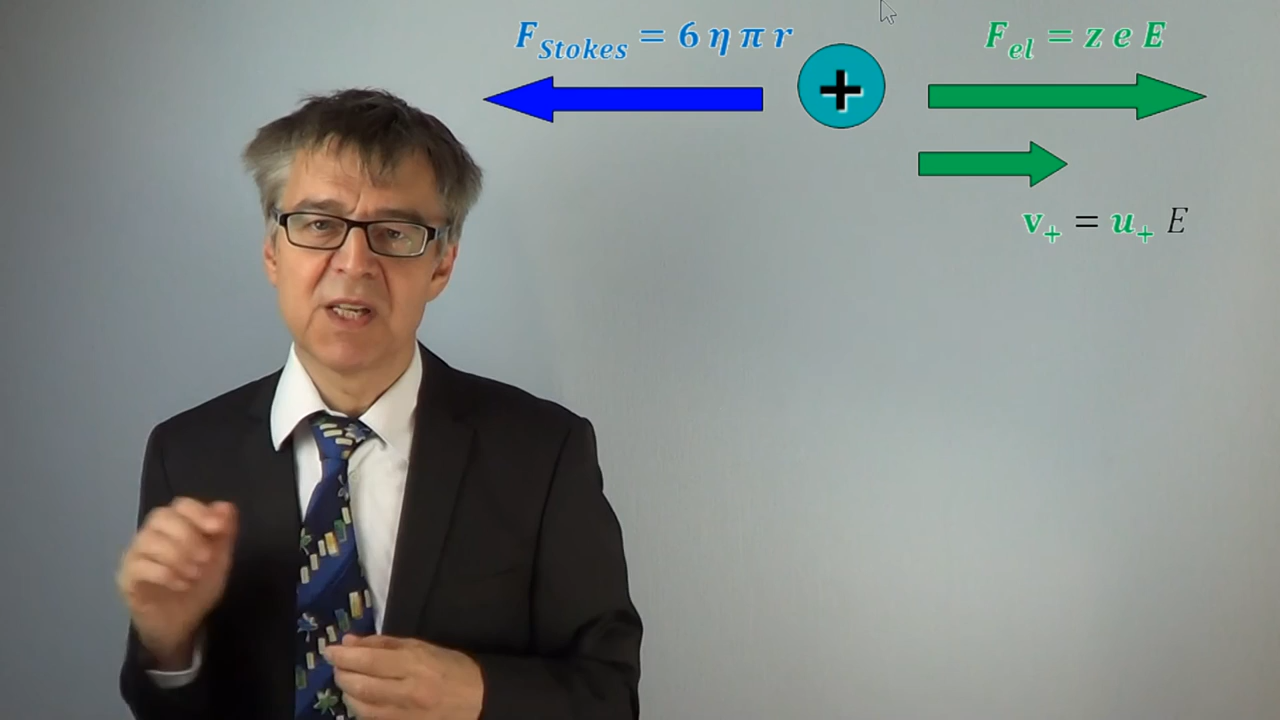 F_Stokes = 6 η π r
+
F_el = z e E
v_+ = u_+ E